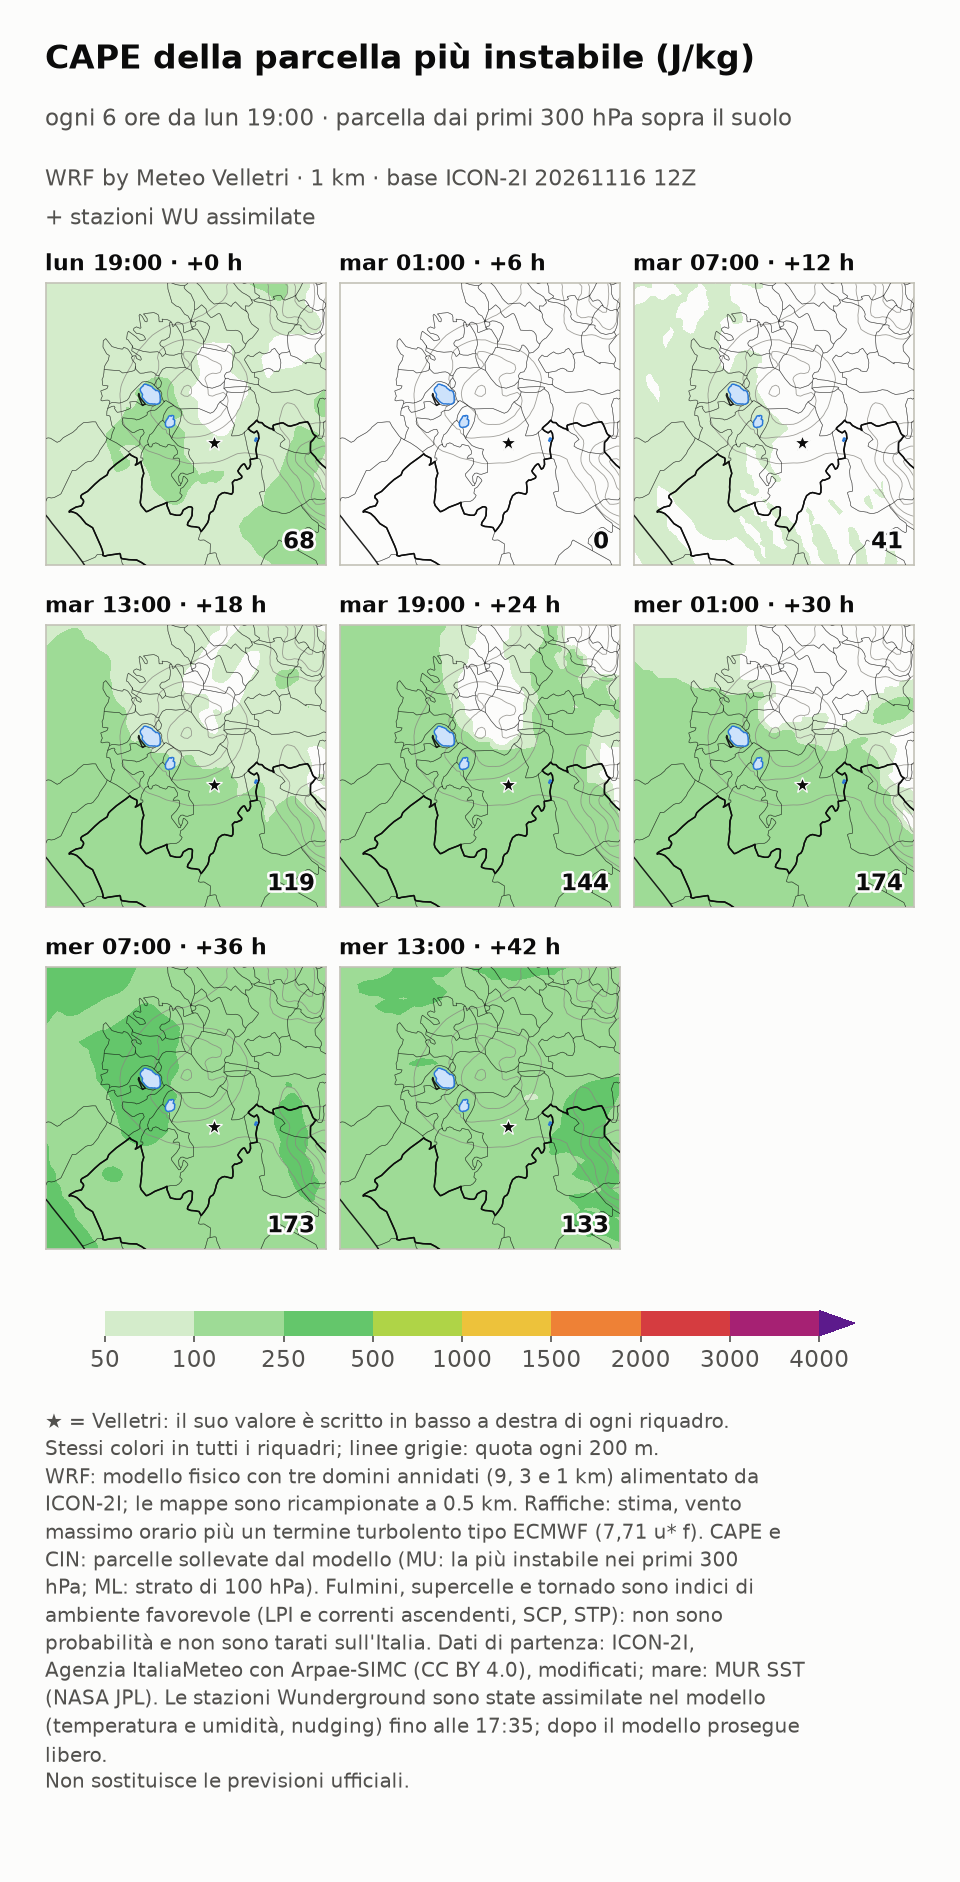 CAPE della parcella più instabile (J/kg)
ogni 6 ore da lun 19:00 · parcella dai primi 300 hPa sopra il suolo
WRF by Meteo Velletri · 1 km · base ICON-2I 20261116 12Z
+ stazioni WU assimilate
lun 19:00 · +0 h
mar 01:00 · +6 h
mar 07:00 · +12 h
68
0
41
mar 13:00 · +18 h
mar 19:00 · +24 h
mer 01:00 · +30 h
119
144
174
mer 07:00 · +36 h
mer 13:00 · +42 h
173
133
50 100 250 500 1000 1500 2000 3000 4000
★ = Velletri: il suo valore è scritto in basso a destra di ogni riquadro.
Stessi colori in tutti i riquadri; linee grigie: quota ogni 200 m.
WRF: modello fisico con tre domini annidati (9, 3 e 1 km) alimentato da
ICON-2I; le mappe sono ricampionate a 0.5 km. Raffiche: stima, vento
massimo orario più un termine turbolento tipo ECMWF (7,71 u* f). CAPE e
CIN: parcelle sollevate dal modello (MU: la più instabile nei primi 300
hPa; ML: strato di 100 hPa). Fulmini, supercelle e tornado sono indici di
ambiente favorevole (LPI e correnti ascendenti, SCP, STP): non sono
probabilità e non sono tarati sull'Italia. Dati di partenza: ICON-2I,
Agenzia ItaliaMeteo con Arpae-SIMC (CC BY 4.0), modificati; mare: MUR SST
(NASA JPL). Le stazioni Wunderground sono state assimilate nel modello
(temperatura e umidità, nudging) fino alle 17:35; dopo il modello prosegue
libero.
Non sostituisce le previsioni ufficiali.